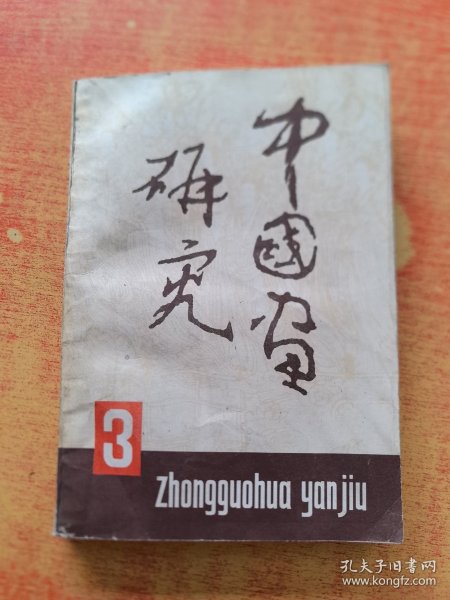 中國畫
研究
3
zhongguohua yanjiu
孔夫子旧书网
www.kongfz.com